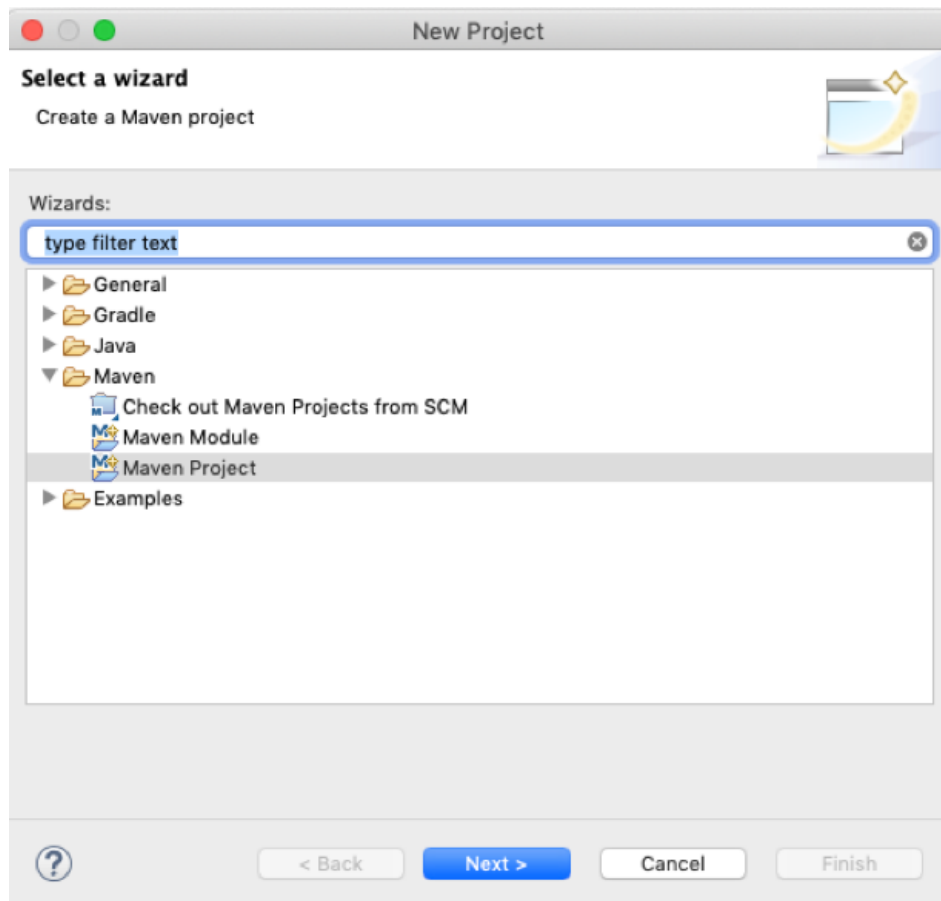 New Project
Select a wizard
Create a Maven project
Wizards:
type filter text
General
Gradle
Java
Maven
Check out Maven Projects from SCM
Maven Module
Maven Project
Examples
? < Back Next > Cancel Finish